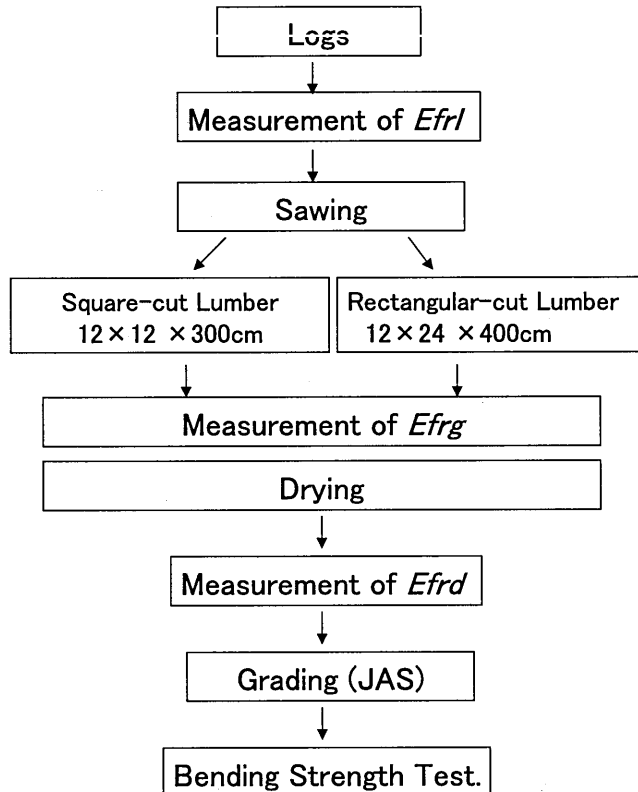 Logs
Measurement of Efrl
Sawing
Square-cut Lumber
12×12 ×300cm
Rectangular-cut Lumber
12×24 ×400cm
Measurement of Efrg
Drying
Measurement of Efrd
Grading (JAS)
Bending Strength Test.